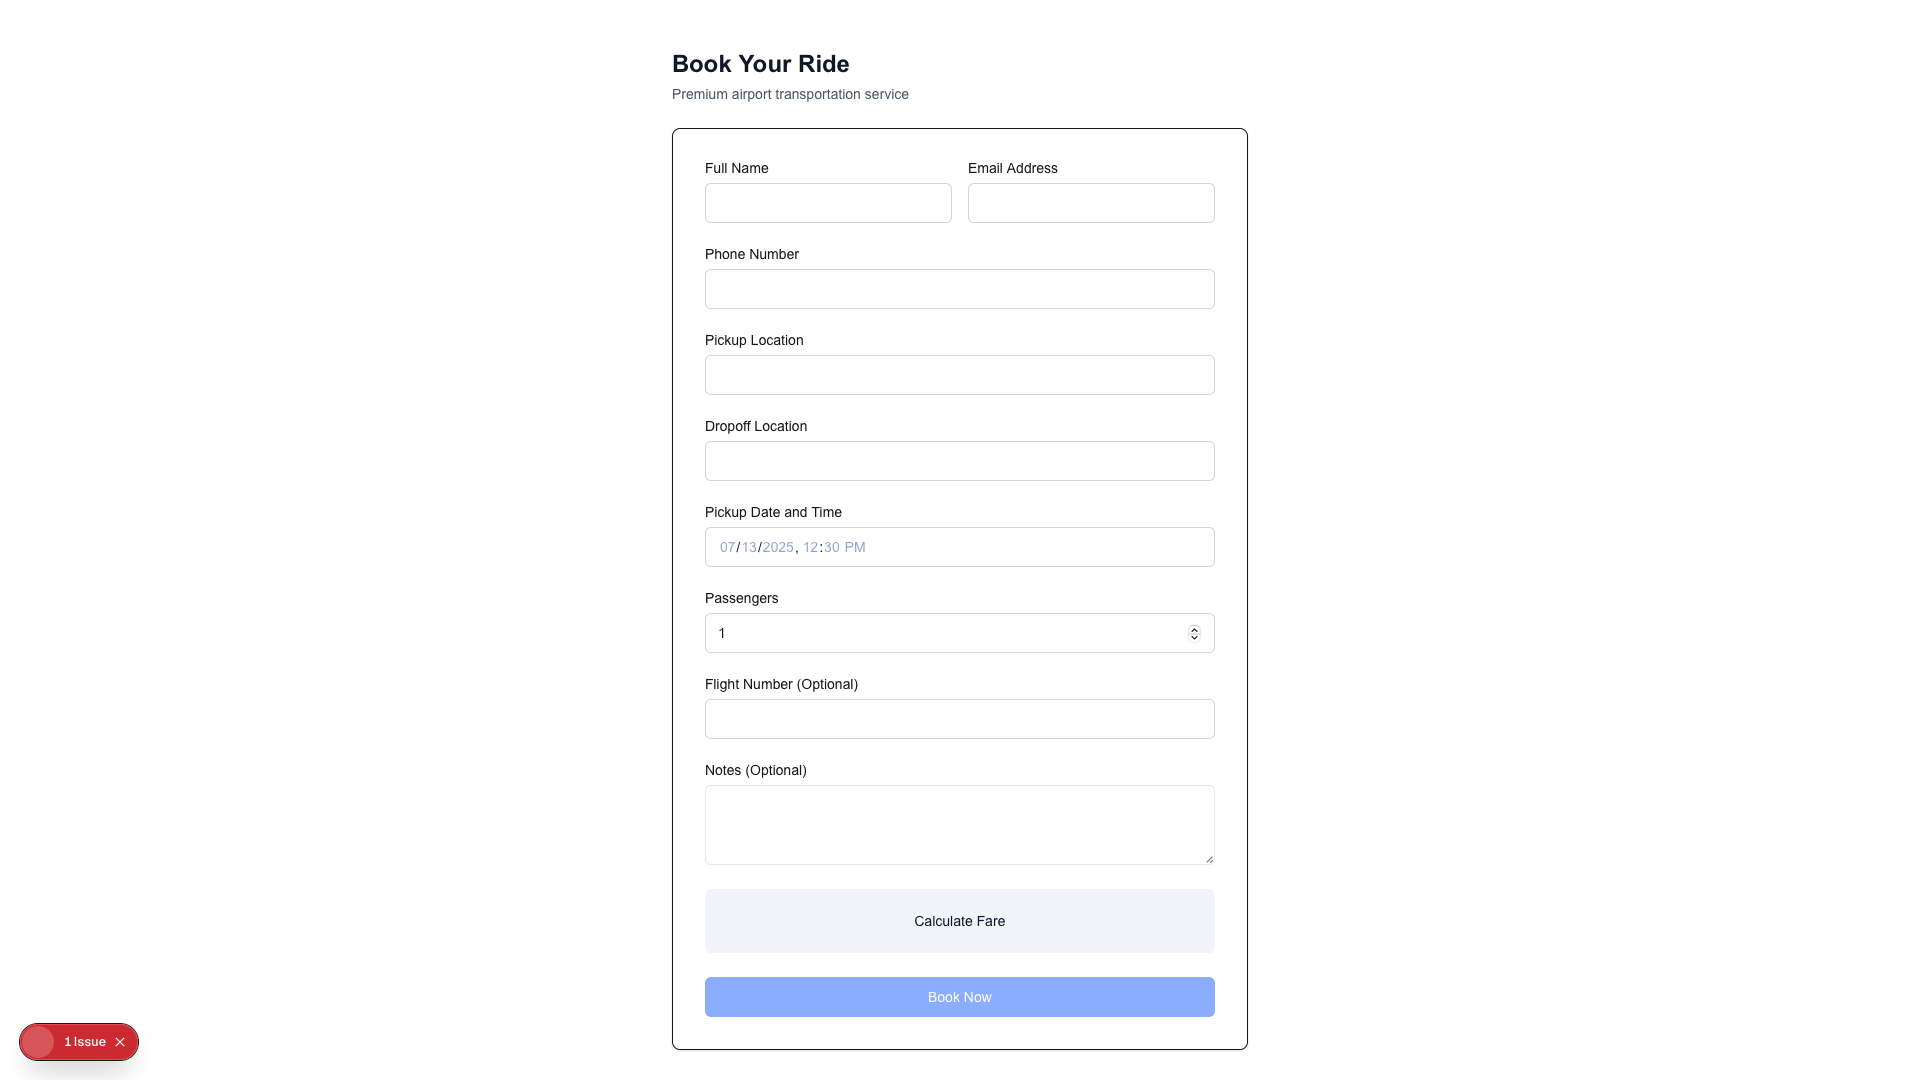 Book Your Ride
Premium airport transportation service
Full Name
Email Address
Phone Number
Pickup Location
Dropoff Location
Pickup Date and Time
07/13/2025, 12:30 PM
Passengers
1
Flight Number (Optional)
Notes (Optional)
Calculate Fare
Book Now
1 Issue